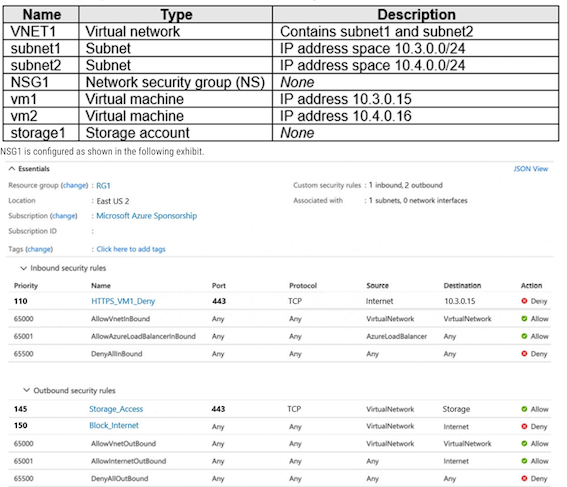 Name Type Description
VNET1 Virtual network Contains subnet1 and subnet2
subnet1 Subnet IP address space 10.3.0.0/24
subnet2 Subnet IP address space 10.4.0.0/24
NSG1 Network security group (NS) None
vm1 Virtual machine IP address 10.3.0.15
vm2 Virtual machine IP address 10.4.0.16
storage1 Storage account None
NSG1 is configured as shown in the following exhibit.
Essentials JSON View
Resource group (change) : RG1 Custom security rules : 1 inbound, 2 outbound
Location : East US 2 Associated with : 1 subnets, 0 network interfaces
Subscription (change) : Microsoft Azure Sponsorship
Subscription ID :
Tags (change) : Click here to add tags
Inbound security rules
Priority Name Port Protocol Source Destination Action
110 HTTPS_VM1_Deny 443 TCP Internet 10.3.0.15 Deny
65000 AllowVnetInBound Any Any VirtualNetwork VirtualNetwork Allow
65001 AllowAzureLoadBalancerInBound Any Any AzureLoadBalancer Any Allow
65500 DenyAllInBound Any Any Any Any Deny
Outbound security rules
145 Storage_Access 443 TCP VirtualNetwork Storage Allow
150 Block_Internet Any Any VirtualNetwork Internet Deny
65000 AllowVnetOutBound Any Any VirtualNetwork VirtualNetwork Allow
65001 AllowInternetOutBound Any Any Any Internet Allow
65500 DenyAllOutBound Any Any Any Any Deny